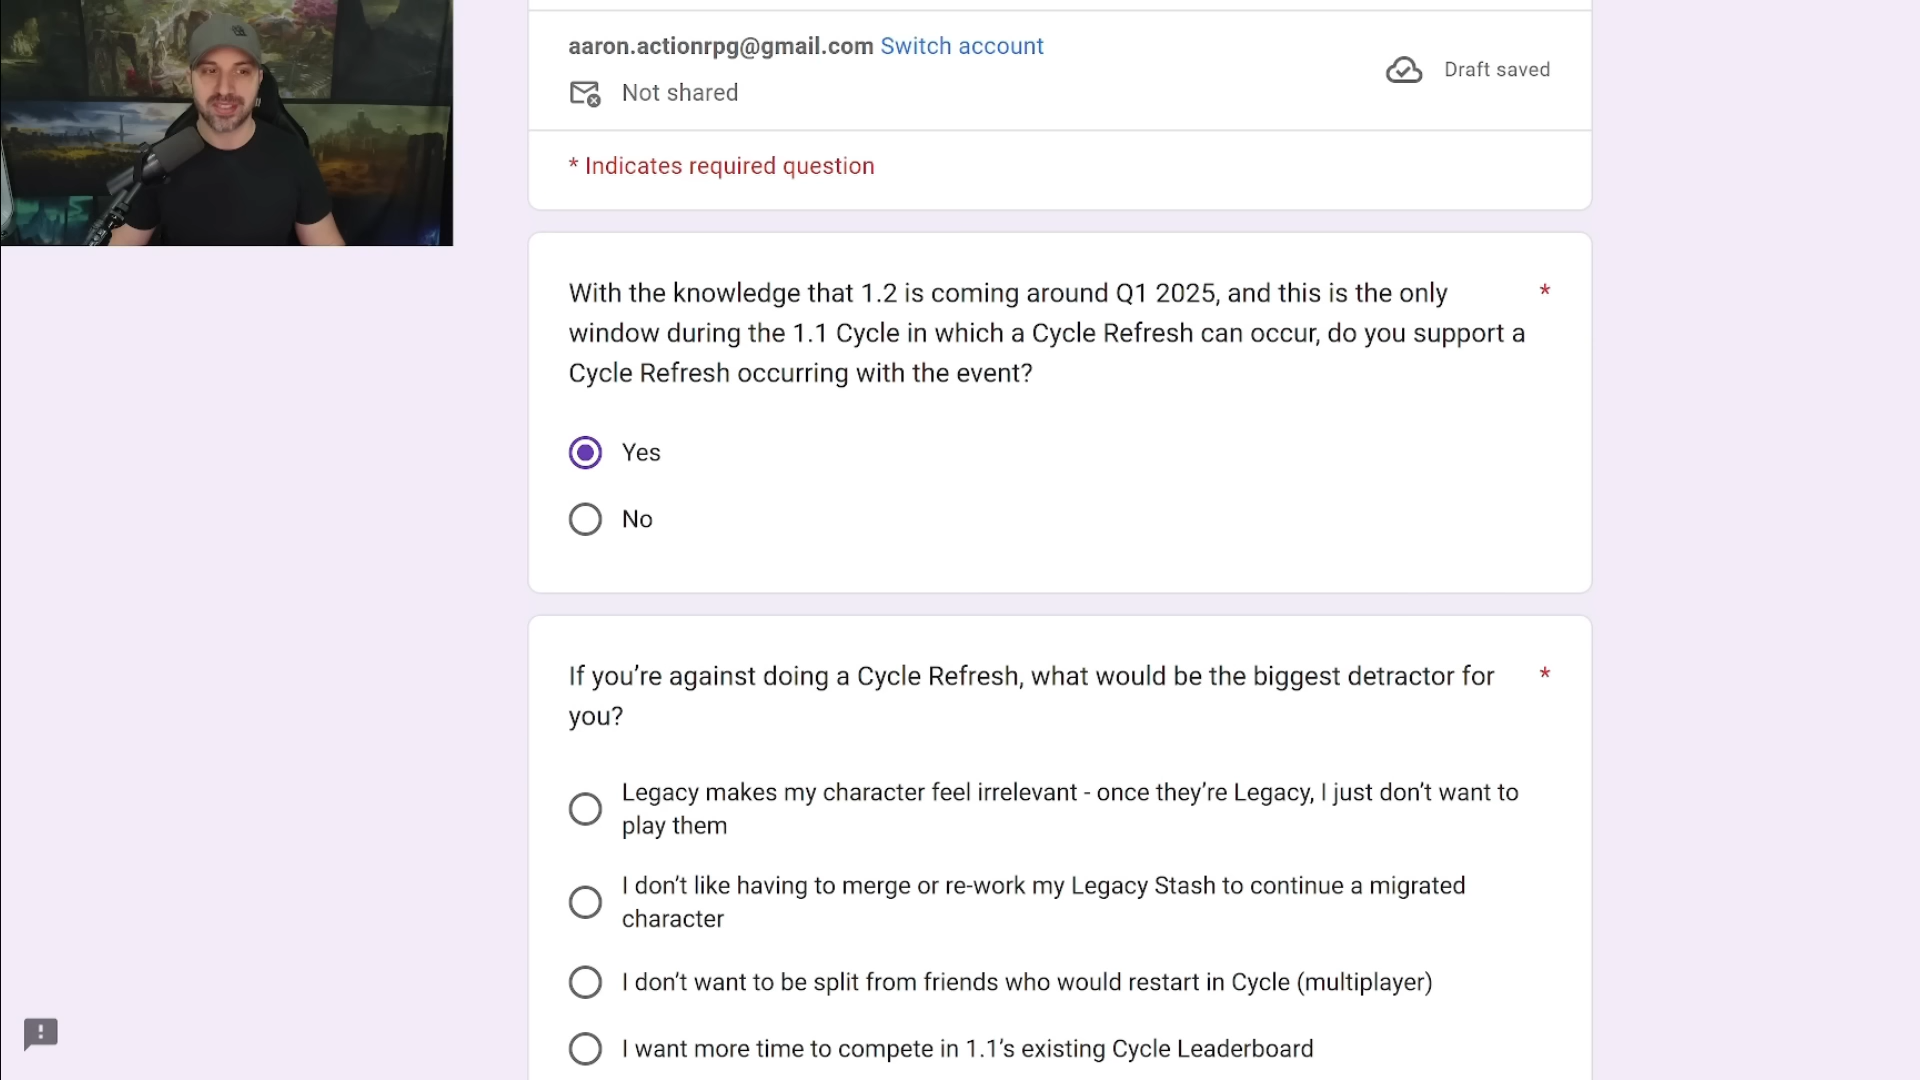 aaron.actionrpg@gmail.com Switch account
Not shared
Draft saved
* Indicates required question
With the knowledge that 1.2 is coming around Q1 2025, and this is the only *
window during the 1.1 Cycle in which a Cycle Refresh can occur, do you support a
Cycle Refresh occurring with the event?
Yes
No
If you’re against doing a Cycle Refresh, what would be the biggest detractor for *
you?
Legacy makes my character feel irrelevant - once they’re Legacy, I just don’t want to
play them
I don’t like having to merge or re-work my Legacy Stash to continue a migrated
character
I don’t want to be split from friends who would restart in Cycle (multiplayer)
I want more time to compete in 1.1’s existing Cycle Leaderboard